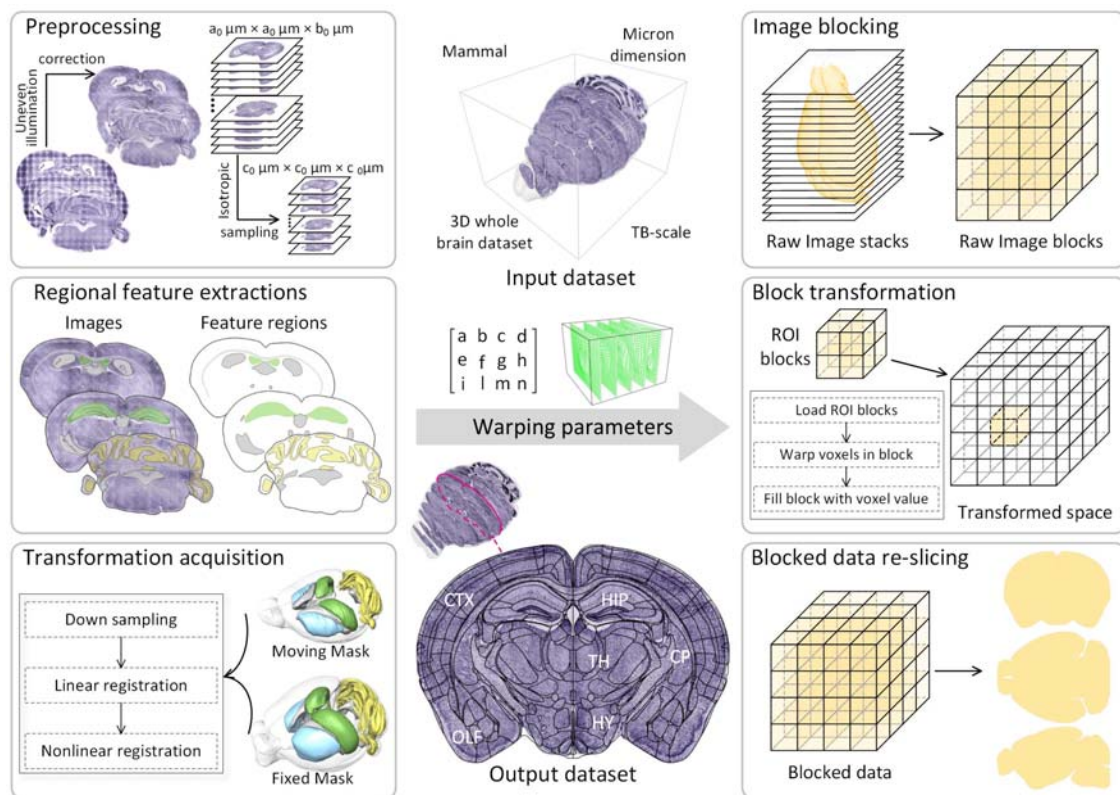 Preprocessing
Uneven
illumination
correction
a₀ μm × a₀ μm × b₀ μm
Isotropic
c₀ μm × c₀ μm × c ₀μm
sampling
Regional feature extractions
Images
Feature regions
Transformation acquisition
Down sampling
Linear registration
Nonlinear registration
Moving Mask
Fixed Mask
Mammal
Micron
dimension
3D whole
brain dataset
TB-scale
Input dataset
a b c d
e f g h
i l m n
Warping parameters
CTX
HIP
TH
CP
HY
OLF
Output dataset
Image blocking
Raw Image stacks
Raw Image blocks
Block transformation
ROI
blocks
Load ROI blocks
Warp voxels in block
Fill block with voxel value
Transformed space
Blocked data re-slicing
Blocked data